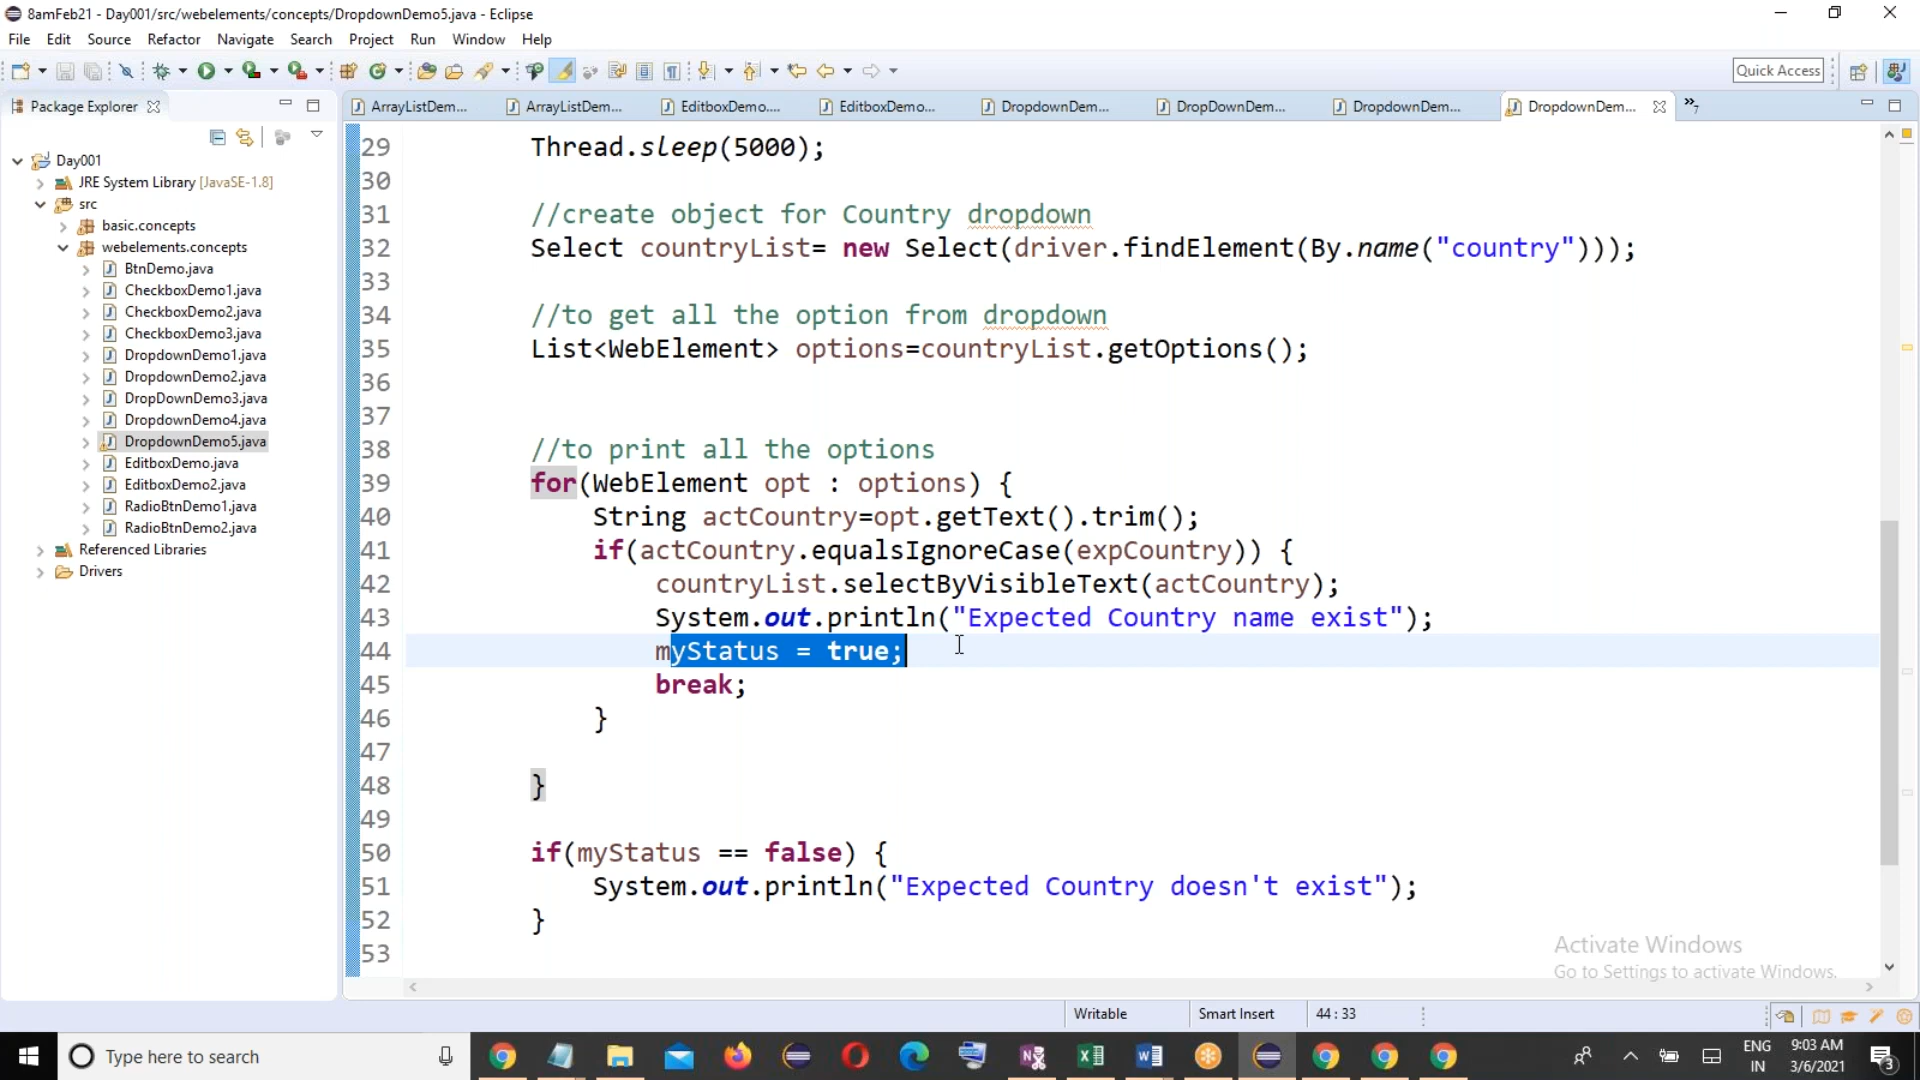 8amFeb21 - Day001/src/webelements/concepts/DropdownDemo5.java - Eclipse
File Edit Source Refactor Navigate Search Project Run Window Help
Quick Access
Package Explorer
ArrayListDem... ArrayListDem... EditboxDemo.... EditboxDemo... DropdownDem... DropDownDem... DropdownDem... DropdownDem... »7
Day001
JRE System Library [JavaSE-1.8]
src
basic.concepts
webelements.concepts
BtnDemo.java
CheckboxDemo1.java
CheckboxDemo2.java
CheckboxDemo3.java
DropdownDemo1.java
DropdownDemo2.java
DropDownDemo3.java
DropdownDemo4.java
DropdownDemo5.java
EditboxDemo.java
EditboxDemo2.java
RadioBtnDemo1.java
RadioBtnDemo2.java
Referenced Libraries
Drivers
29 Thread.sleep(5000);
30
31 //create object for Country dropdown
32 Select countryList= new Select(driver.findElement(By.name("country")));
33
34 //to get all the option from dropdown
35 List<WebElement> options=countryList.getOptions();
36
37
38 //to print all the options
39 for(WebElement opt : options) {
40 String actCountry=opt.getText().trim();
41 if(actCountry.equalsIgnoreCase(expCountry)) {
42 countryList.selectByVisibleText(actCountry);
43 System.out.println("Expected Country name exist");
44 myStatus = true;
45 break;
46 }
47
48 }
49
50 if(myStatus == false) {
51 System.out.println("Expected Country doesn't exist");
52 }
53
Activate Windows
Go to Settings to activate Windows.
Writable Smart Insert 44 : 33
Type here to search
ENG
IN
9:03 AM
3/6/2021
3